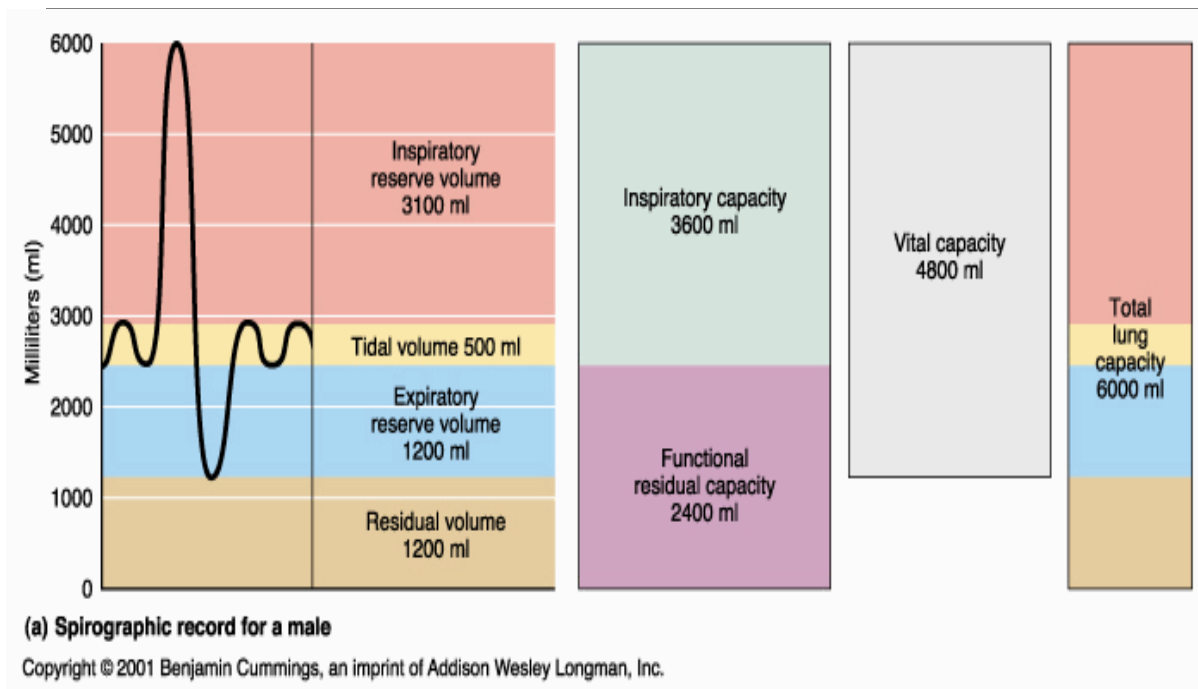 6000
5000
4000
3000
2000
1000
0
Milliliters (ml)
Inspiratory
reserve volume
3100 ml
Tidal volume 500 ml
Expiratory
reserve volume
1200 ml
Residual volume
1200 ml
Inspiratory capacity
3600 ml
Functional
residual capacity
2400 ml
Vital capacity
4800 ml
Total
lung
capacity
6000 ml
(a) Spirographic record for a male
Copyright © 2001 Benjamin Cummings, an imprint of Addison Wesley Longman, Inc.